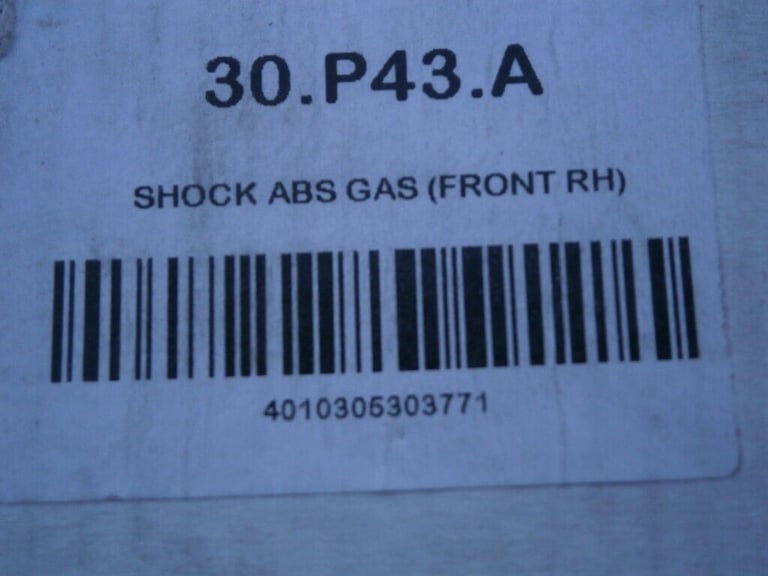 30.P43.A
SHOCK ABS GAS (FRONT RH)
4010305303771